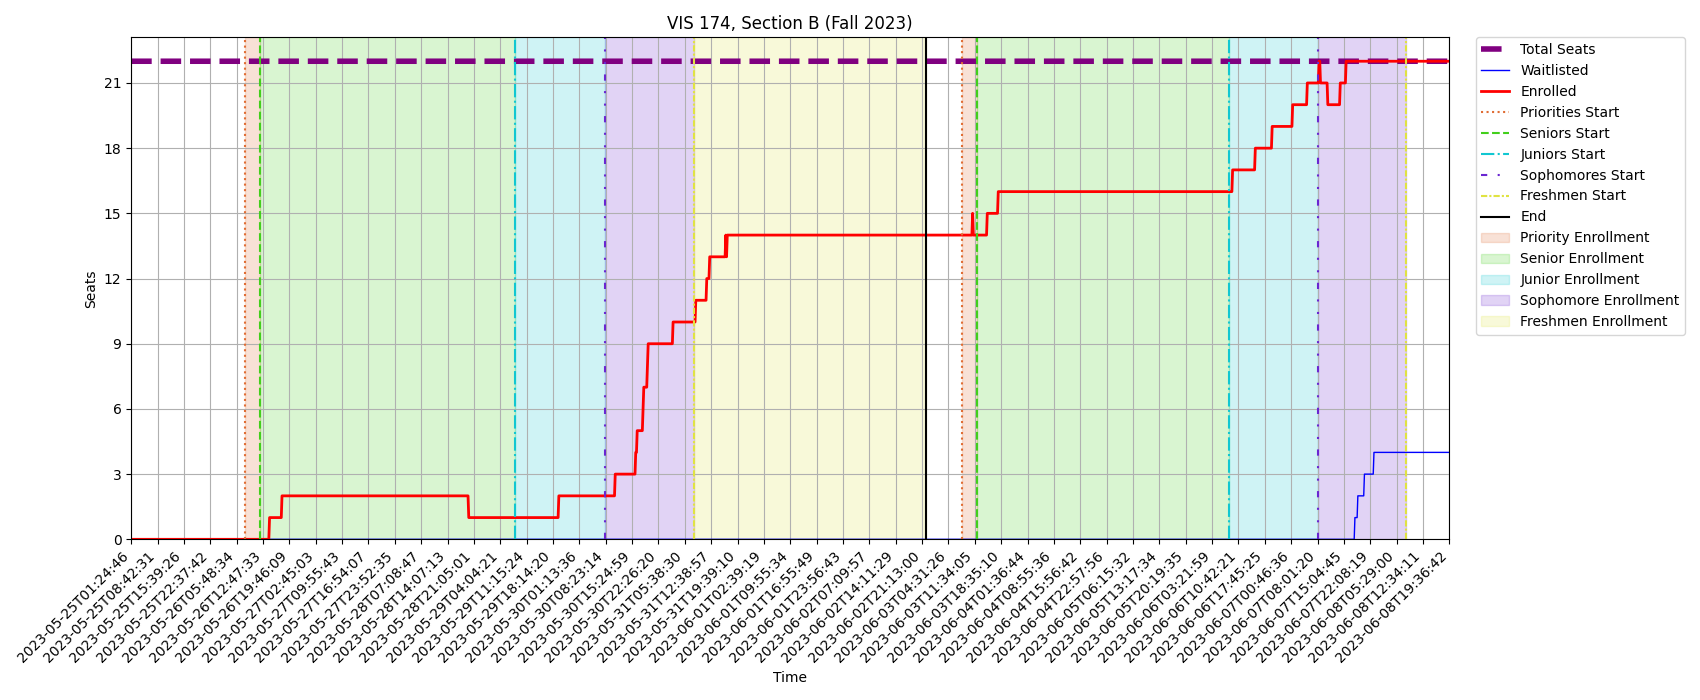 VIS 174, Section B (Fall 2023)
Total Seats
Waitlisted
Enrolled
Priorities Start
Seniors Start
Juniors Start
Sophomores Start
Freshmen Start
End
Priority Enrollment
Senior Enrollment
Junior Enrollment
Sophomore Enrollment
Freshmen Enrollment
Seats
21
18
15
12
9
6
3
0
2023-05-25T01:24:46
2023-05-25T08:42:31
2023-05-25T15:39:26
2023-05-25T22:37:42
2023-05-26T05:48:34
2023-05-26T12:47:33
2023-05-26T19:46:09
2023-05-27T02:45:03
2023-05-27T09:55:43
2023-05-27T16:54:07
2023-05-27T23:52:35
2023-05-28T07:08:47
2023-05-28T14:07:13
2023-05-28T21:05:01
2023-05-29T04:04:21
2023-05-29T11:15:24
2023-05-29T18:14:20
2023-05-30T01:13:36
2023-05-30T08:23:14
2023-05-30T15:24:59
2023-05-30T22:26:20
2023-05-31T05:38:30
2023-05-31T12:38:57
2023-05-31T19:39:10
2023-06-01T02:39:19
2023-06-01T09:55:34
2023-06-01T16:55:49
2023-06-01T23:56:43
2023-06-02T07:09:57
2023-06-02T14:11:29
2023-06-02T21:13:00
2023-06-03T04:31:26
2023-06-03T11:34:05
2023-06-03T18:35:10
2023-06-04T01:36:44
2023-06-04T08:55:36
2023-06-04T15:56:42
2023-06-04T22:57:56
2023-06-05T06:15:32
2023-06-05T13:17:34
2023-06-05T20:19:35
2023-06-06T03:21:59
2023-06-06T10:42:21
2023-06-06T17:45:25
2023-06-07T00:46:36
2023-06-07T08:01:20
2023-06-07T15:04:45
2023-06-07T22:08:19
2023-06-08T05:29:00
2023-06-08T12:34:11
2023-06-08T19:36:42
Time